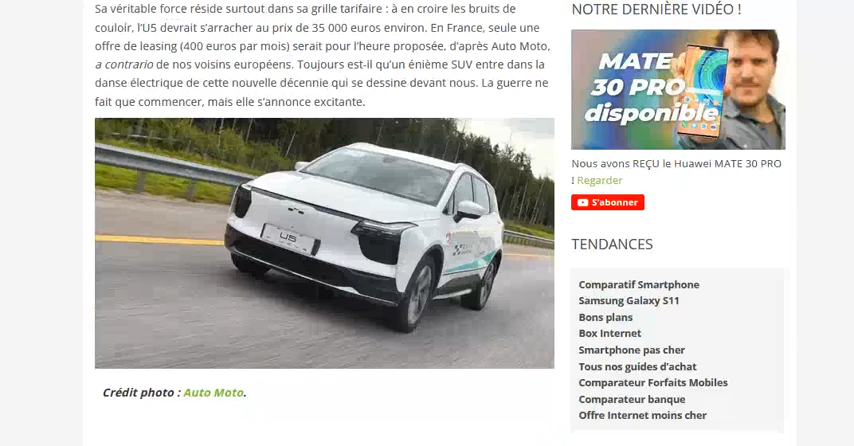 Sa véritable force réside surtout dans sa grille tarifaire : à en croire les bruits de
couloir, l'U5 devrait s'arracher au prix de 35 000 euros environ. En France, seule une
offre de leasing (400 euros par mois) serait pour l'heure proposée, d'après Auto Moto,
a contrario de nos voisins européens. Toujours est-il qu'un énième SUV entre dans la
danse électrique de cette nouvelle décennie qui se dessine devant nous. La guerre ne
fait que commencer, mais elle s'annonce excitante.
U5
Crédit photo : Auto Moto.
NOTRE DERNIÈRE VIDÉO !
MATE
30 PRO
disponible
Nous avons REÇU le Huawei MATE 30 PRO
! Regarder
S'abonner
TENDANCES
Comparatif Smartphone
Samsung Galaxy S11
Bons plans
Box Internet
Smartphone pas cher
Tous nos guides d'achat
Comparateur Forfaits Mobiles
Comparateur banque
Offre Internet moins cher